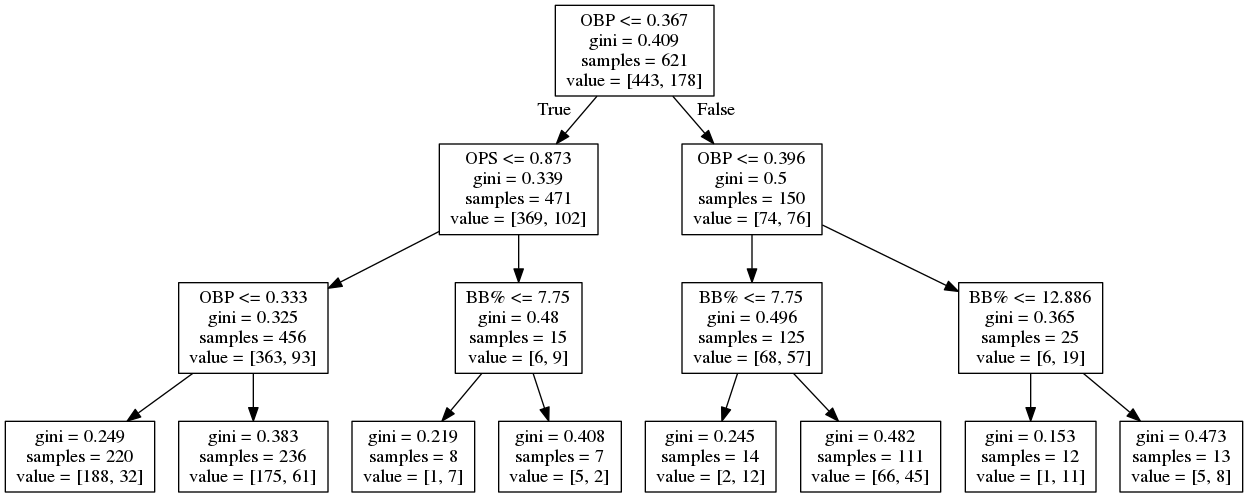 OBP <= 0.367
gini = 0.409
samples = 621
value = [443, 178]
True
False
OPS <= 0.873
gini = 0.339
samples = 471
value = [369, 102]
OBP <= 0.396
gini = 0.5
samples = 150
value = [74, 76]
OBP <= 0.333
gini = 0.325
samples = 456
value = [363, 93]
BB% <= 7.75
gini = 0.48
samples = 15
value = [6, 9]
BB% <= 7.75
gini = 0.496
samples = 125
value = [68, 57]
BB% <= 12.886
gini = 0.365
samples = 25
value = [6, 19]
gini = 0.249
samples = 220
value = [188, 32]
gini = 0.383
samples = 236
value = [175, 61]
gini = 0.219
samples = 8
value = [1, 7]
gini = 0.408
samples = 7
value = [5, 2]
gini = 0.245
samples = 14
value = [2, 12]
gini = 0.482
samples = 111
value = [66, 45]
gini = 0.153
samples = 12
value = [1, 11]
gini = 0.473
samples = 13
value = [5, 8]